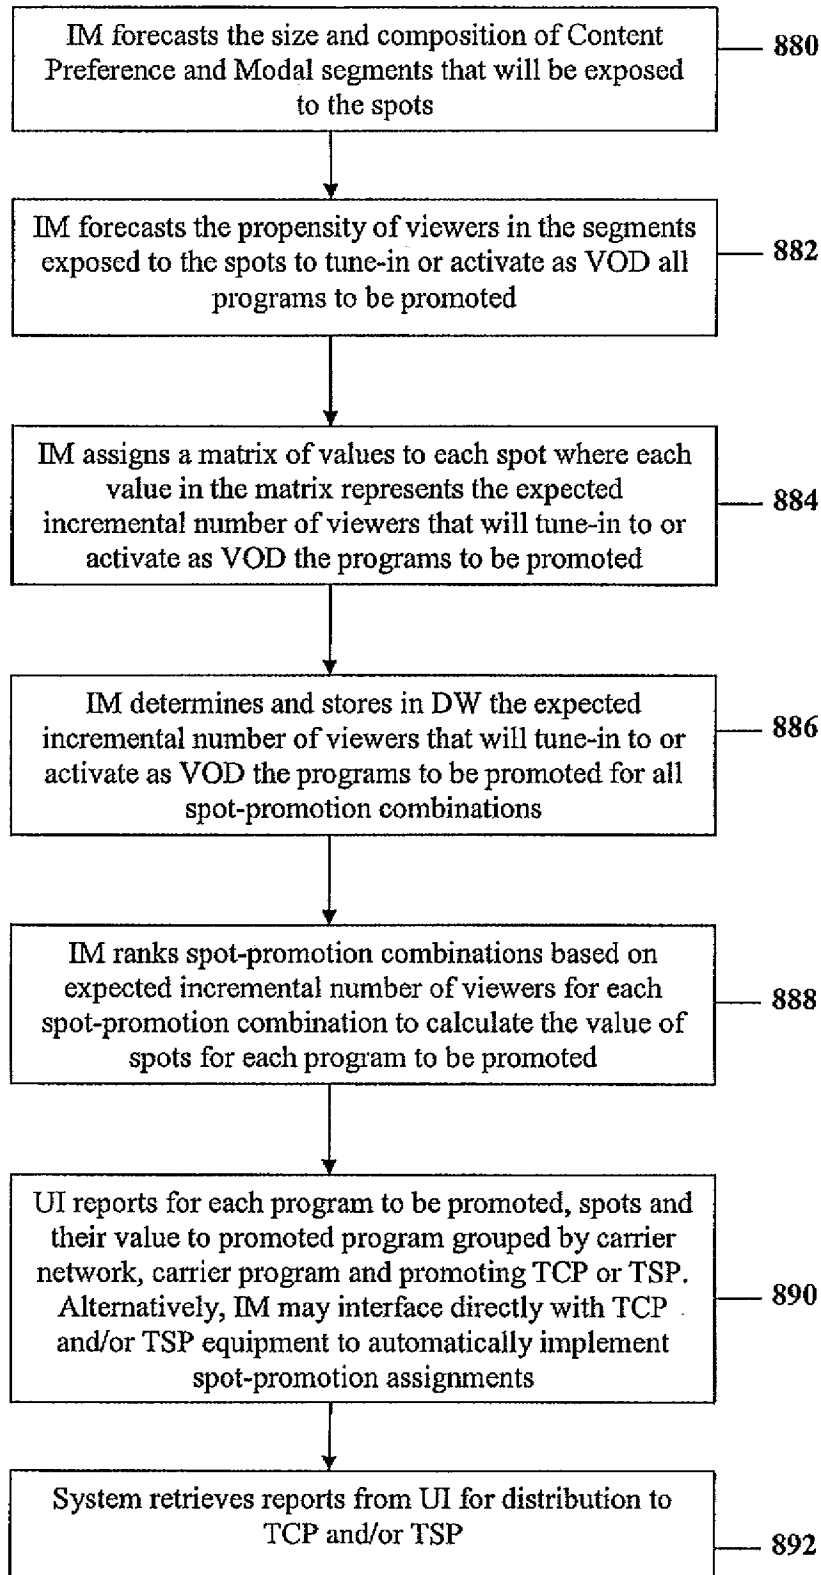 IM forecasts the size and composition of Content
Preference and Modal segments that will be exposed
to the spots
880
IM forecasts the propensity of viewers in the segments
exposed to the spots to tune-in or activate as VOD all
programs to be promoted
882
IM assigns a matrix of values to each spot where each
value in the matrix represents the expected
incremental number of viewers that will tune-in to or
activate as VOD the programs to be promoted
884
IM determines and stores in DW the expected
incremental number of viewers that will tune-in to or
activate as VOD the programs to be promoted for all
spot-promotion combinations
886
IM ranks spot-promotion combinations based on
expected incremental number of viewers for each
spot-promotion combination to calculate the value of
spots for each program to be promoted
888
UI reports for each program to be promoted, spots and
their value to promoted program grouped by carrier
network, carrier program and promoting TCP or TSP.
Alternatively, IM may interface directly with TCP
and/or TSP equipment to automatically implement
spot-promotion assignments
890
System retrieves reports from UI for distribution to
TCP and/or TSP
892